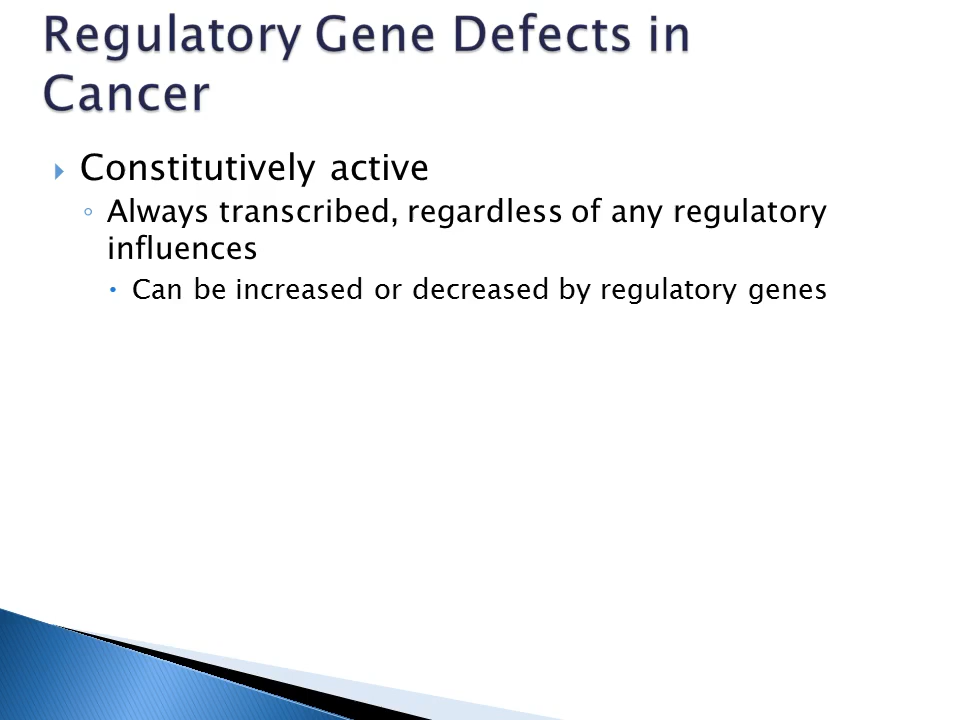 Regulatory Gene Defects in
Cancer
Constitutively active
Always transcribed, regardless of any regulatory
influences
Can be increased or decreased by regulatory genes